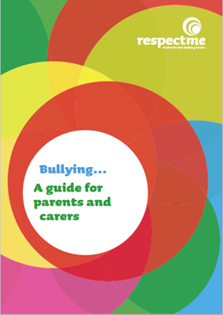 respectme
Bullying...
A guide for
parents and
carers